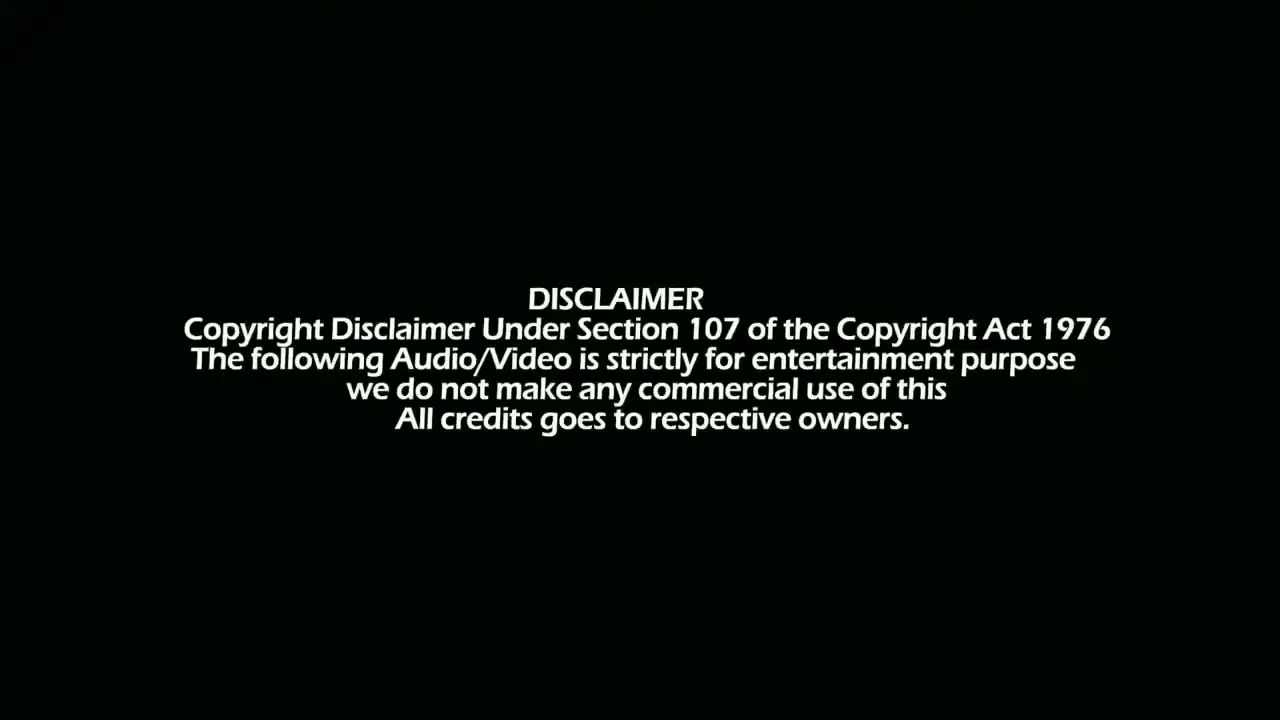 DISCLAIMER
Copyright Disclaimer Under Section 107 of the Copyright Act 1976
The following Audio/Video is strictly for entertainment purpose
we do not make any commercial use of this
All credits goes to respective owners.